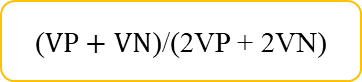 (VP + VN)/(2VP + 2VN)